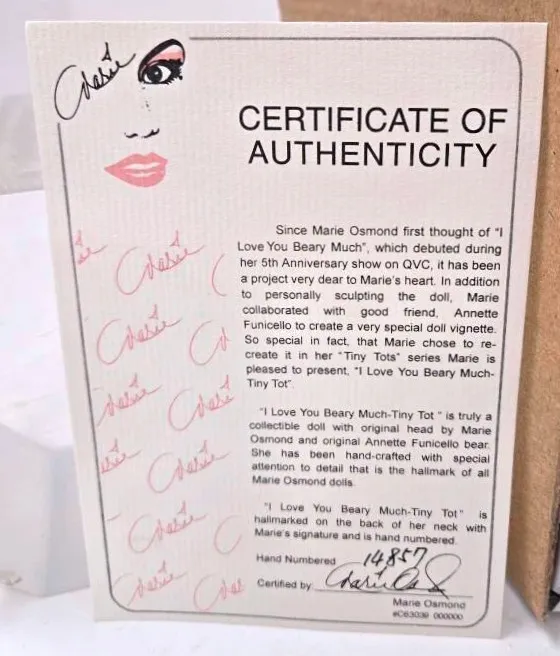 Marie
CERTIFICATE OF
AUTHENTICITY
Since Marie Osmond first thought of "I
Love You Beary Much", which debuted during
her 5th Anniversary show on QVC, it has been
a project very dear to Marie's heart. In addition
to personally sculpting the doll, Marie
collaborated with good friend, Annette
Funicello to create a very special doll vignette.
So special in fact, that Marie chose to re-
create it in her "Tiny Tots" series Marie is
pleased to present, "I Love You Beary Much-
Tiny Tot".
"I Love You Beary Much-Tiny Tot " is truly a
collectible doll with original head by Marie
Osmond and original Annette Funicello bear.
She has been hand-crafted with special
attention to detail that is the hallmark of all
Marie Osmond dolls.
"I Love You Beary Much-Tiny Tot" is
hallmarked on the back of her neck with
Marie's signature and is hand numbered.
Hand Numbered 14857
Certified by
Marie Osmond
#C63039 000000